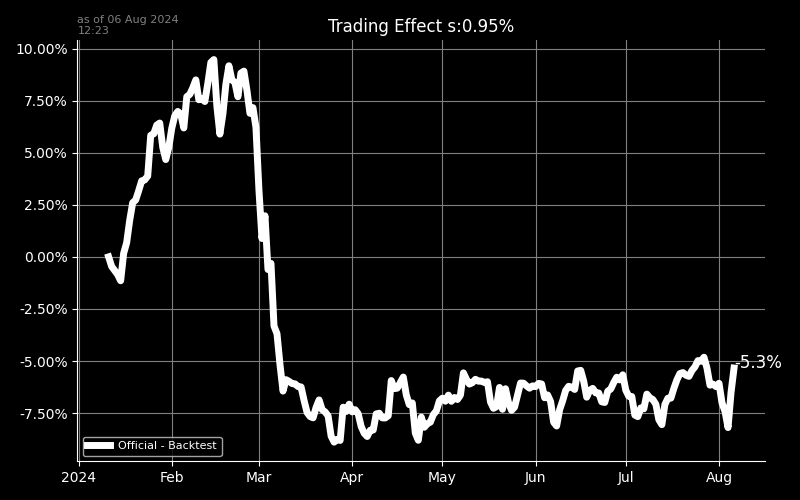 as of 06 Aug 2024
12:23
Trading Effect s:0.95%
10.00%
7.50%
5.00%
2.50%
0.00%
-2.50%
-5.00%
-7.50%
-5.3%
Official - Backtest
2024 Feb Mar Apr May Jun Jul Aug